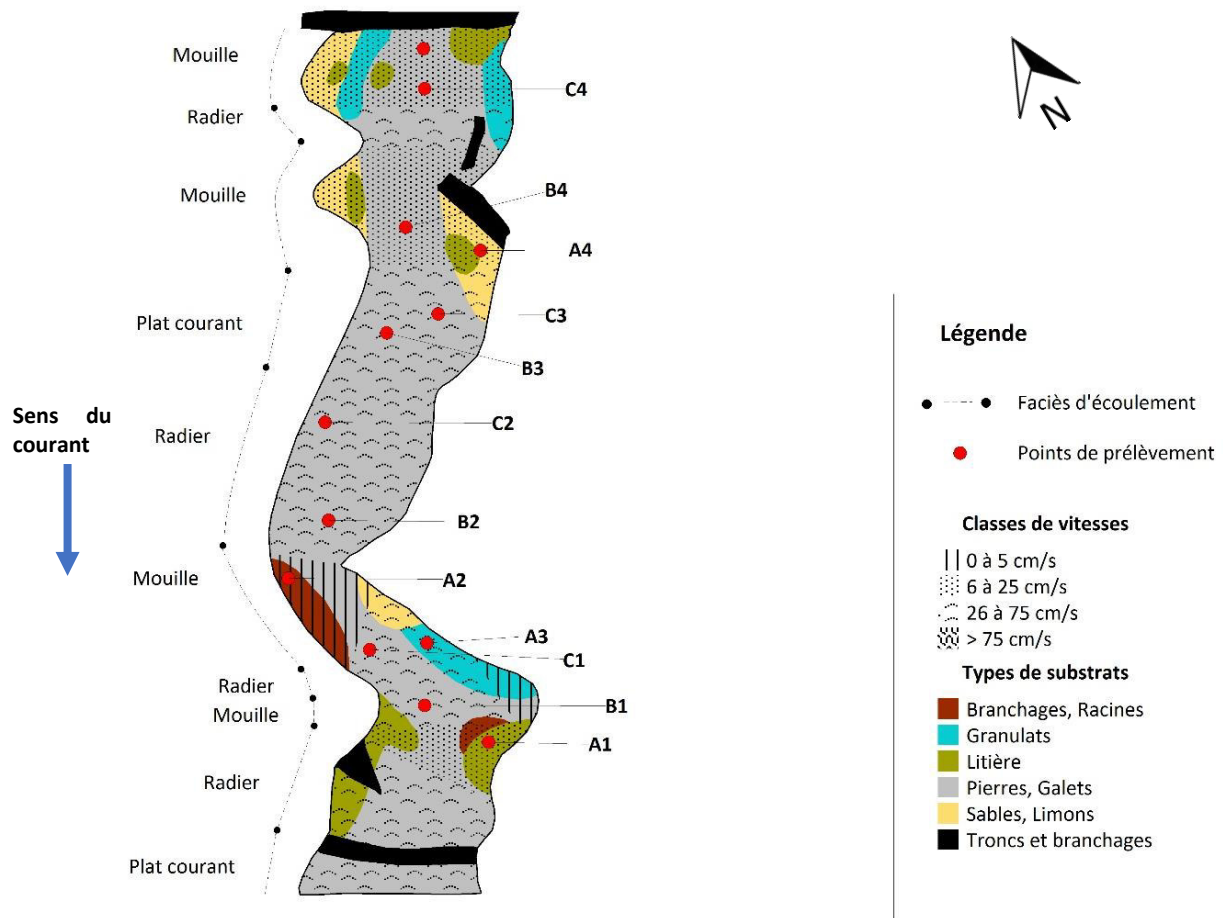 Mouille
Radier
Mouille
Plat courant
Radier
Mouille
Radier
Mouille
Radier
Plat courant
Sens du
courant
C4
B4
A4
C3
B3
C2
B2
A2
A3
C1
B1
A1
N
Légende
Faciès d'écoulement
Points de prélèvement
Classes de vitesses
0 à 5 cm/s
6 à 25 cm/s
26 à 75 cm/s
> 75 cm/s
Types de substrats
Branchages, Racines
Granulats
Litière
Pierres, Galets
Sables, Limons
Troncs et branchages